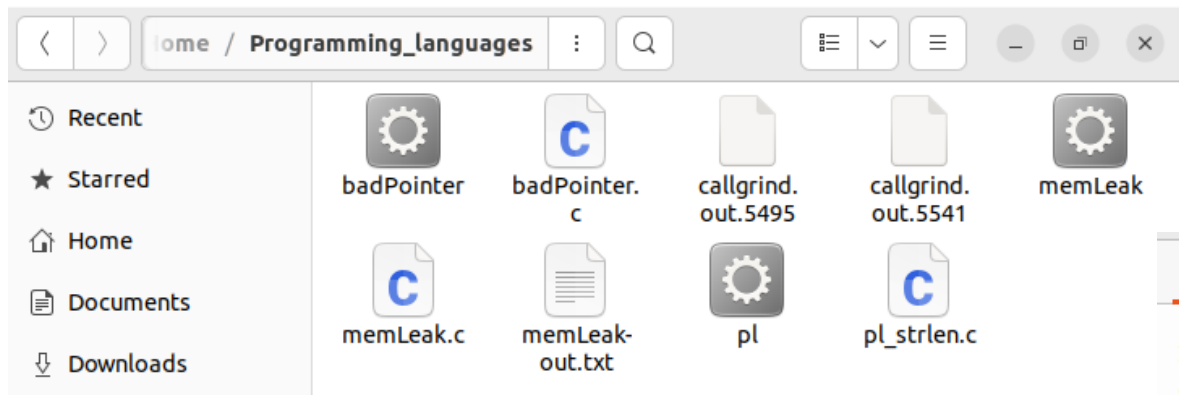 ome / Programming_languages
Recent
Starred
Home
Documents
Downloads
badPointer
badPointer.
c
callgrind.
out.5495
callgrind.
out.5541
memLeak
memLeak.c
memLeak-
out.txt
pl
pl_strlen.c